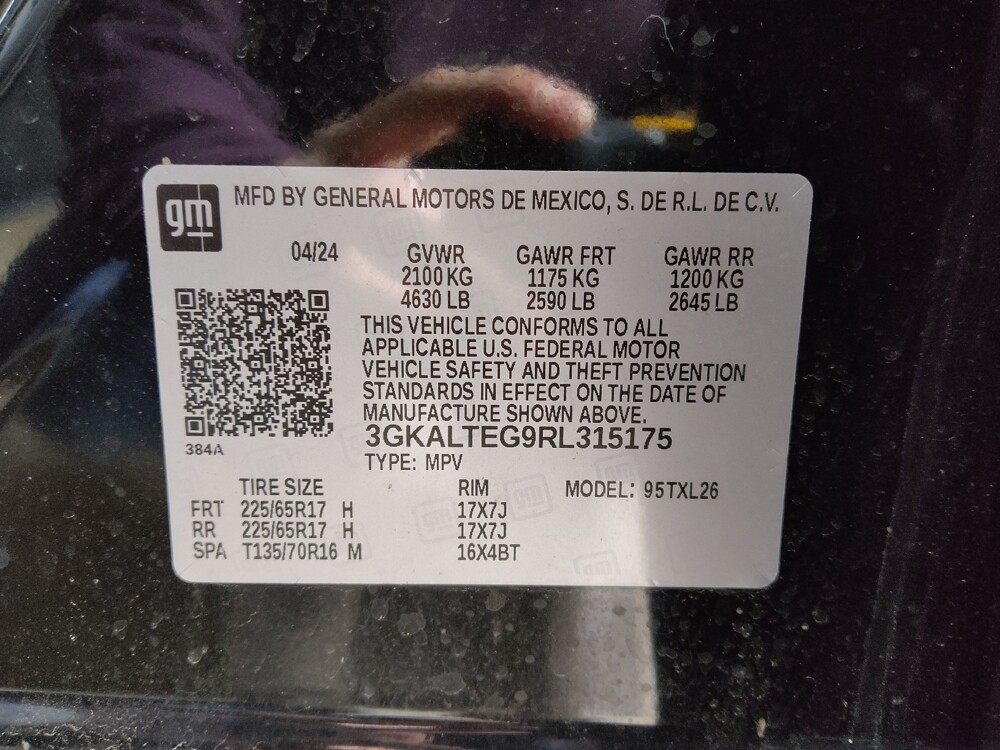 gm MFD BY GENERAL MOTORS DE MEXICO, S. DE R.L. DE C.V.
04/24 GVWR GAWR FRT GAWR RR
2100 KG 1175 KG 1200 KG
4630 LB 2590 LB 2645 LB
THIS VEHICLE CONFORMS TO ALL
APPLICABLE U.S. FEDERAL MOTOR
VEHICLE SAFETY AND THEFT PREVENTION
STANDARDS IN EFFECT ON THE DATE OF
MANUFACTURE SHOWN ABOVE.
3GKALTEG9RL315175
384A
TYPE: MPV
TIRE SIZE RIM MODEL: 95TXL26
FRT 225/65R17 H 17X7J
RR 225/65R17 H 17X7J
SPA T135/70R16 M 16X4BT